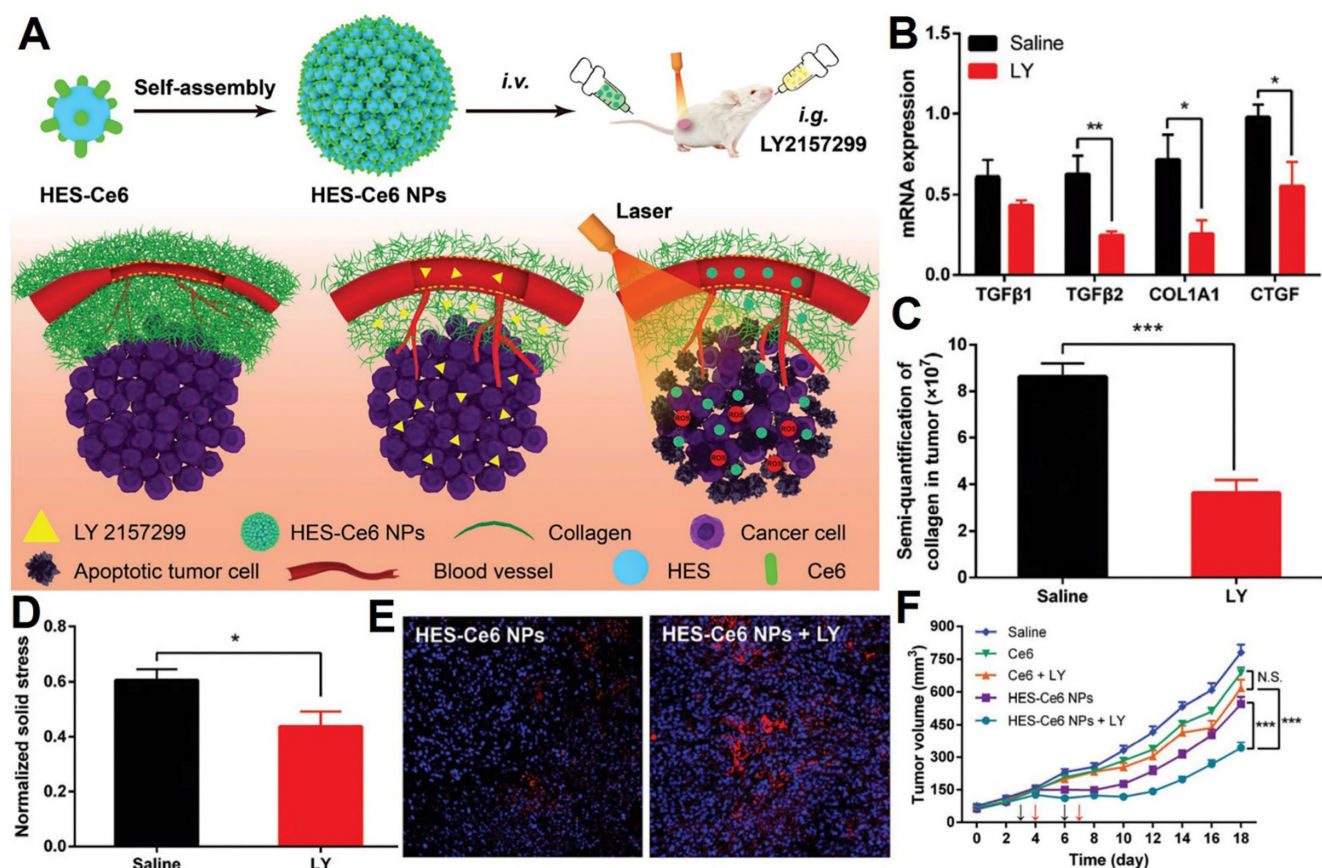 A
Self-assembly
i.v.
i.g.
LY2157299
HES-Ce6
HES-Ce6 NPs
Laser
ROS
ROS
ROS
ROS
ROS
LY 2157299
HES-Ce6 NPs
Collagen
Cancer cell
Apoptotic tumor cell
Blood vessel
HES
Ce6
B
mRNA expression
1.5
1.0
0.5
0.0
Saline
LY
**
*
*
TGFβ1
TGFβ2
COL1A1
CTGF
C
Semi-quantification of
collagen in tumor (×10⁷)
10
8
6
4
2
0
***
Saline
LY
D
Normalized solid stress
0.8
0.6
0.4
0.2
0.0
*
Saline
LY
E
HES-Ce6 NPs
HES-Ce6 NPs + LY
F
Tumor volume (mm³)
900
750
600
450
300
150
0
Saline
Ce6
Ce6 + LY
HES-Ce6 NPs
HES-Ce6 NPs + LY
N.S.
***
***
0 2 4 6 8 10 12 14 16 18
Time (day)